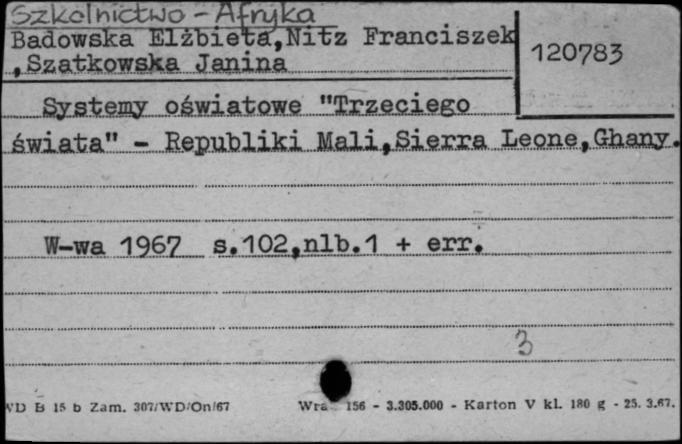 Szkolnictwo - Afryka
Badowska Elżbieta,Nitz Franciszek
,Szatkowska Janina
120783
Systemy oświatowe "Trzeciego
świata" - Republiki Mali,Sierra Leone,Ghany.
W-wa 1967 s.102,nlb.1 + err.
3
WD B 15 b Zam. 307/WD/On/67 156 - 3.305.000 - Karton V kl. 180 g - 25. 3.67.